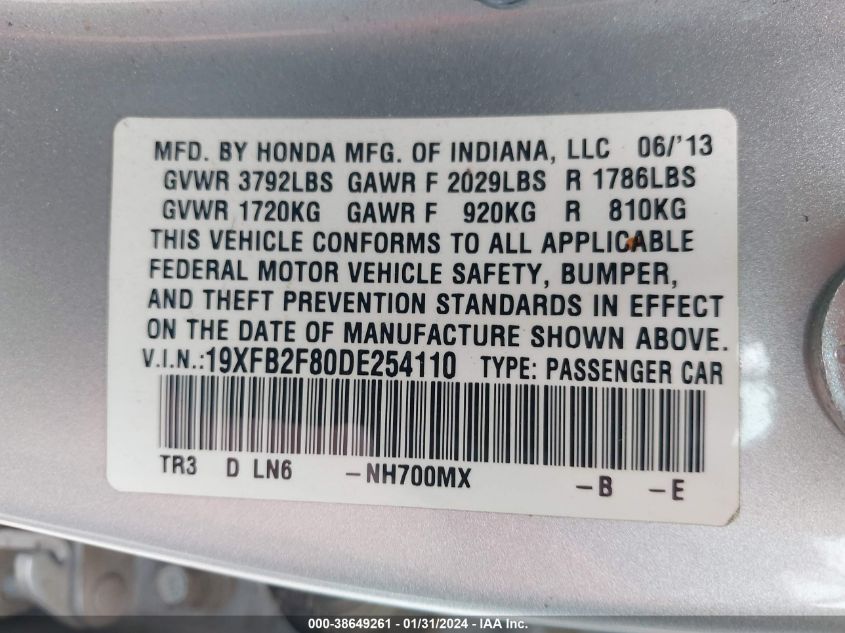 MFD. BY HONDA MFG. OF INDIANA, LLC 06/'13
GVWR 3792LBS GAWR F 2029LBS R 1786LBS
GVWR 1720KG GAWR F 920KG R 810KG
THIS VEHICLE CONFORMS TO ALL APPLICABLE
FEDERAL MOTOR VEHICLE SAFETY, BUMPER,
AND THEFT PREVENTION STANDARDS IN EFFECT
ON THE DATE OF MANUFACTURE SHOWN ABOVE.
V.I.N.:19XFB2F80DE254110 TYPE: PASSENGER CAR
TR3 D LN6 -NH700MX -B -E
000-38649261 - 01/31/2024 - IAA Inc.